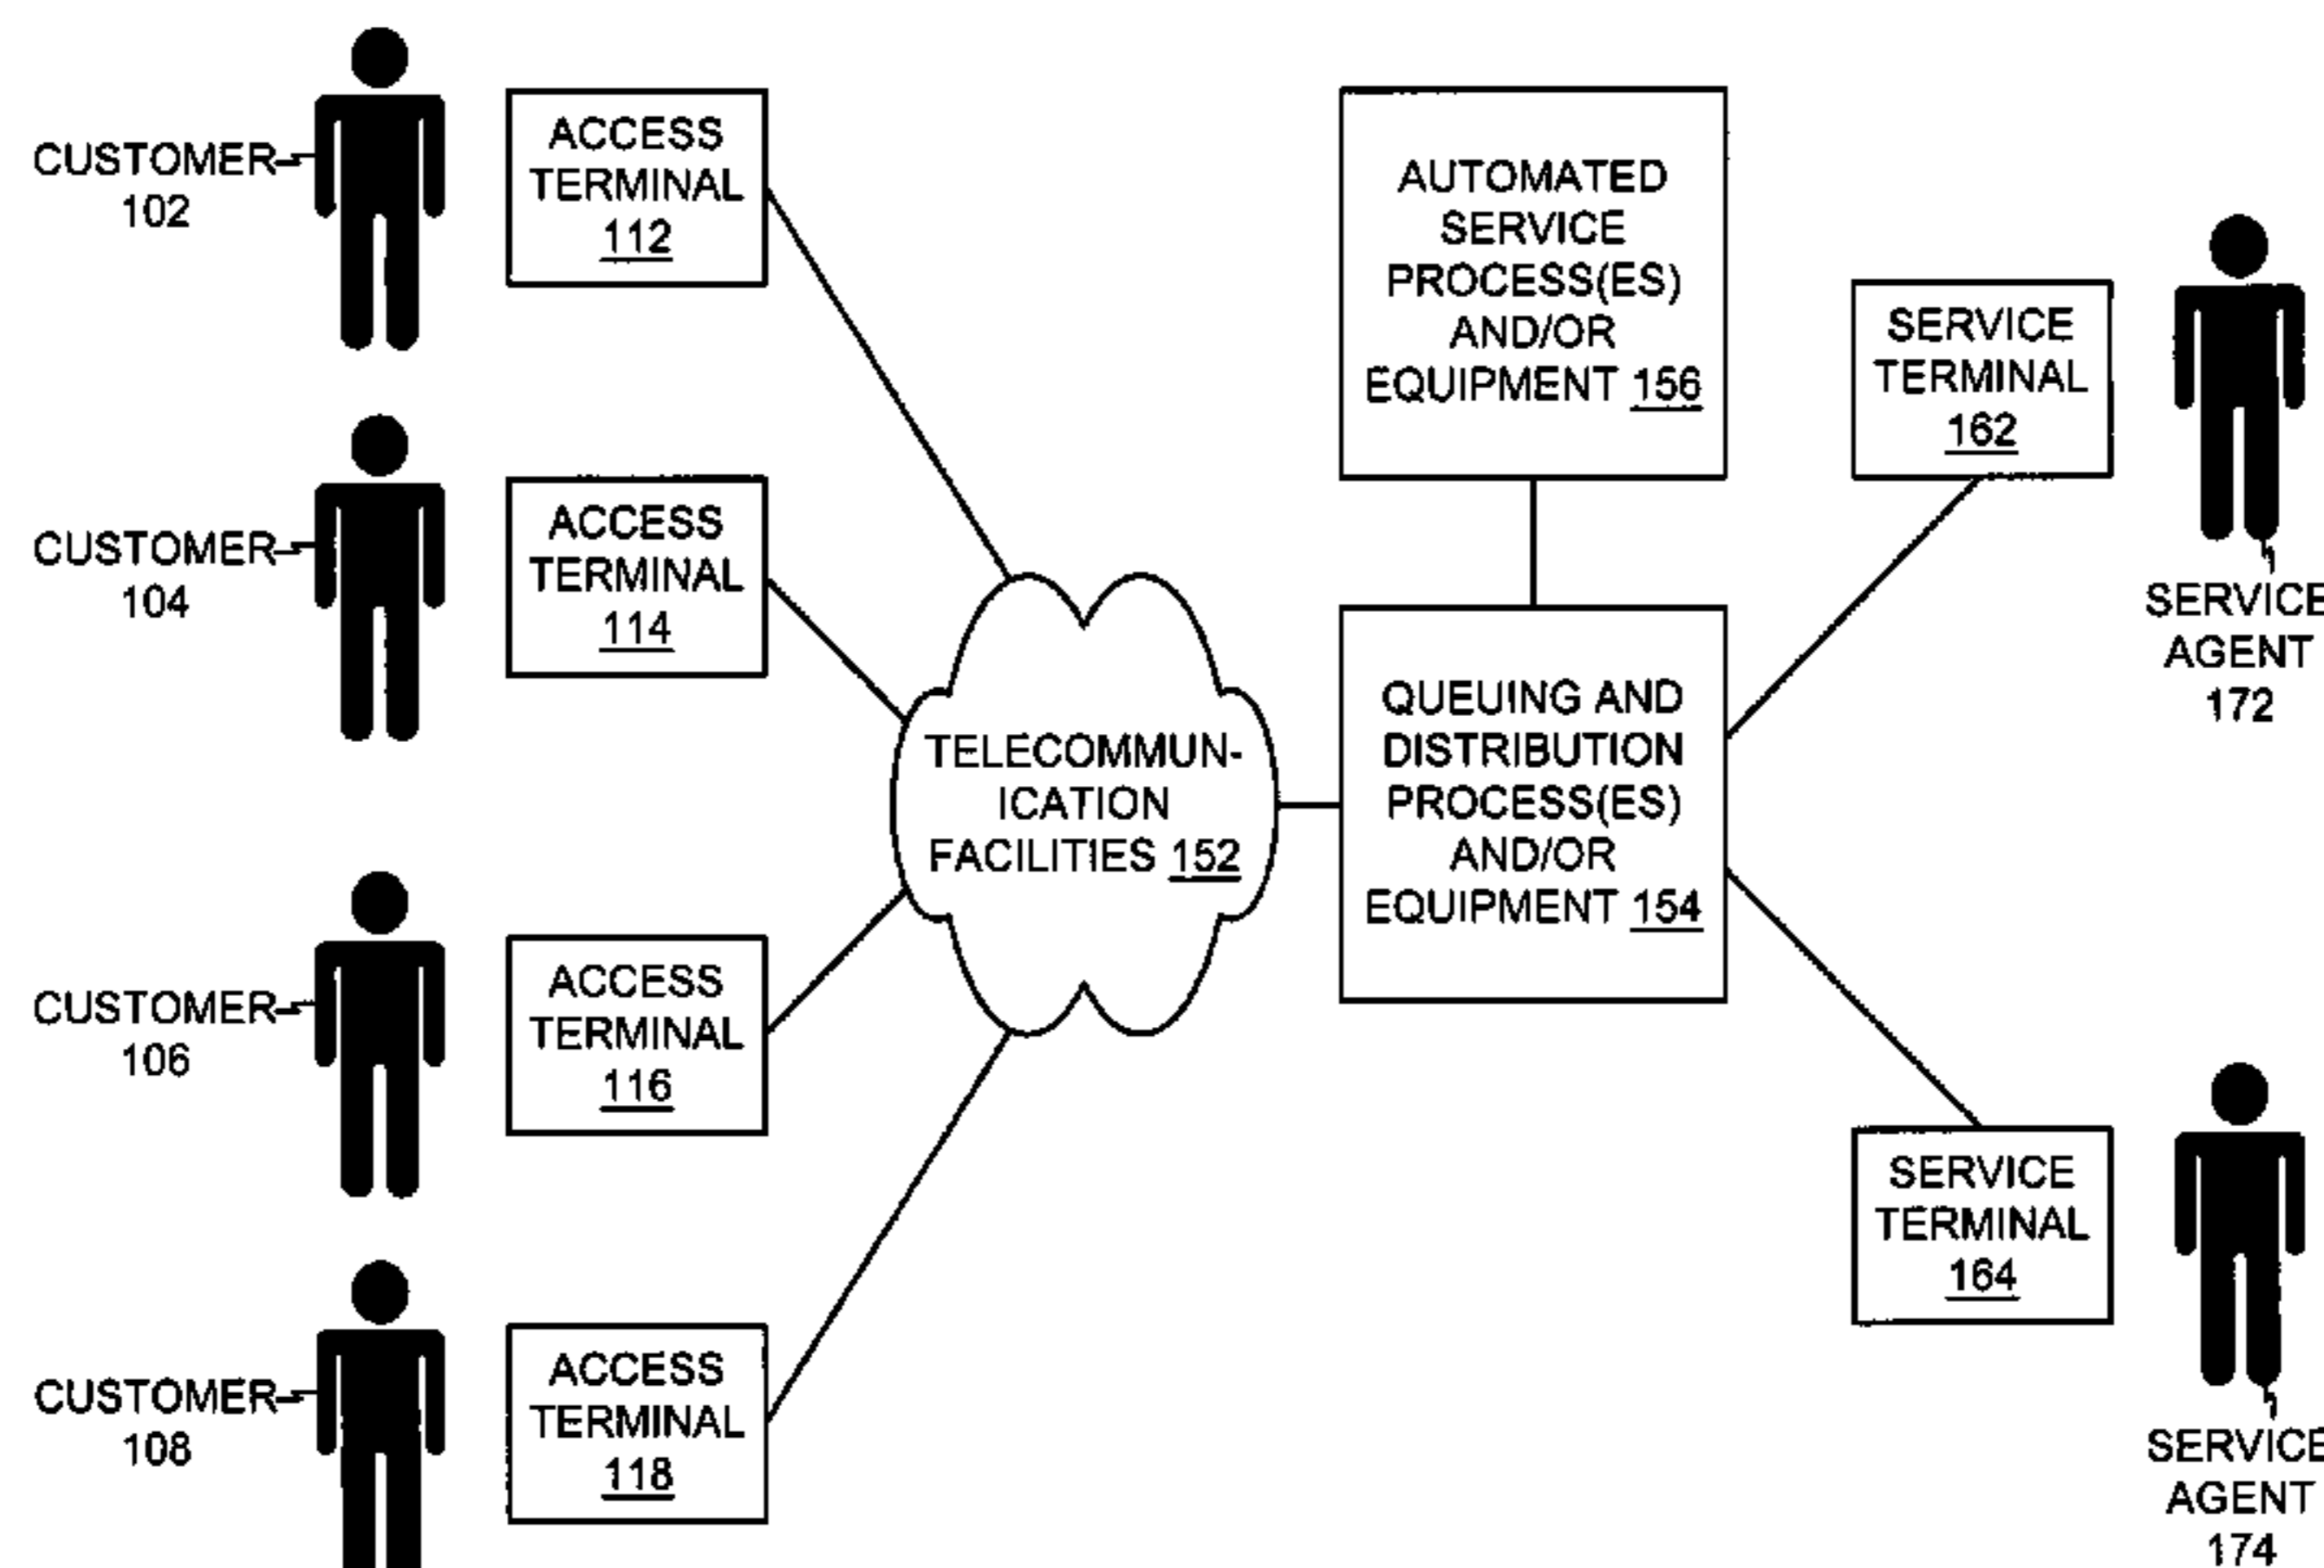 CUSTOMER
102
ACCESS
TERMINAL
112
CUSTOMER
104
ACCESS
TERMINAL
114
CUSTOMER
106
ACCESS
TERMINAL
116
CUSTOMER
108
ACCESS
TERMINAL
118
TELECOMMUN-
ICATION
FACILITIES 152
AUTOMATED
SERVICE
PROCESS(ES)
AND/OR
EQUIPMENT 156
QUEUING AND
DISTRIBUTION
PROCESS(ES)
AND/OR
EQUIPMENT 154
SERVICE
TERMINAL
162
SERVICE
AGENT
172
SERVICE
TERMINAL
164
SERVICE
AGENT
174